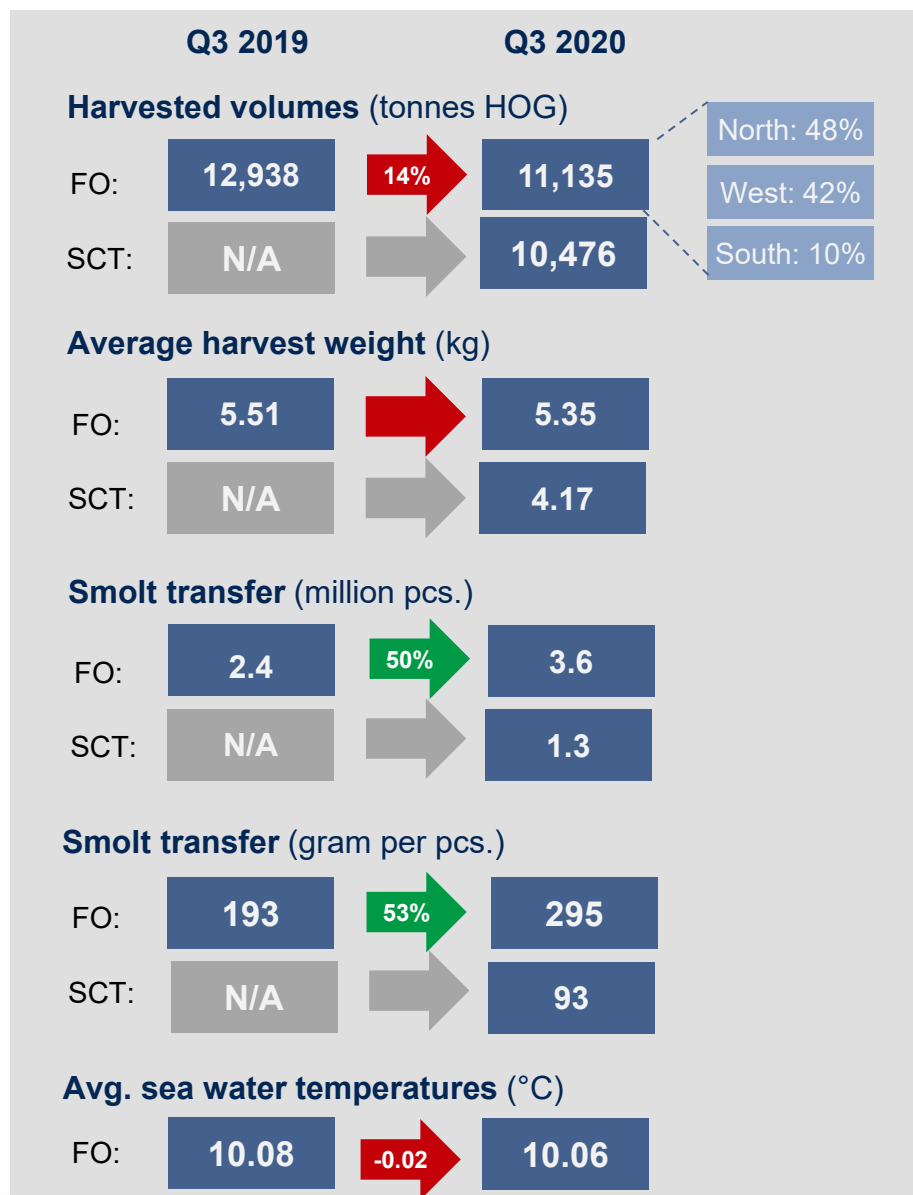 Q3 2019 Q3 2020
Harvested volumes (tonnes HOG)
FO: 12,938 14% 11,135
North: 48%
West: 42%
South: 10%
SCT: N/A 10,476
Average harvest weight (kg)
FO: 5.51 5.35
SCT: N/A 4.17
Smolt transfer (million pcs.)
FO: 2.4 50% 3.6
SCT: N/A 1.3
Smolt transfer (gram per pcs.)
FO: 193 53% 295
SCT: N/A 93
Avg. sea water temperatures (°C)
FO: 10.08 -0.02 10.06